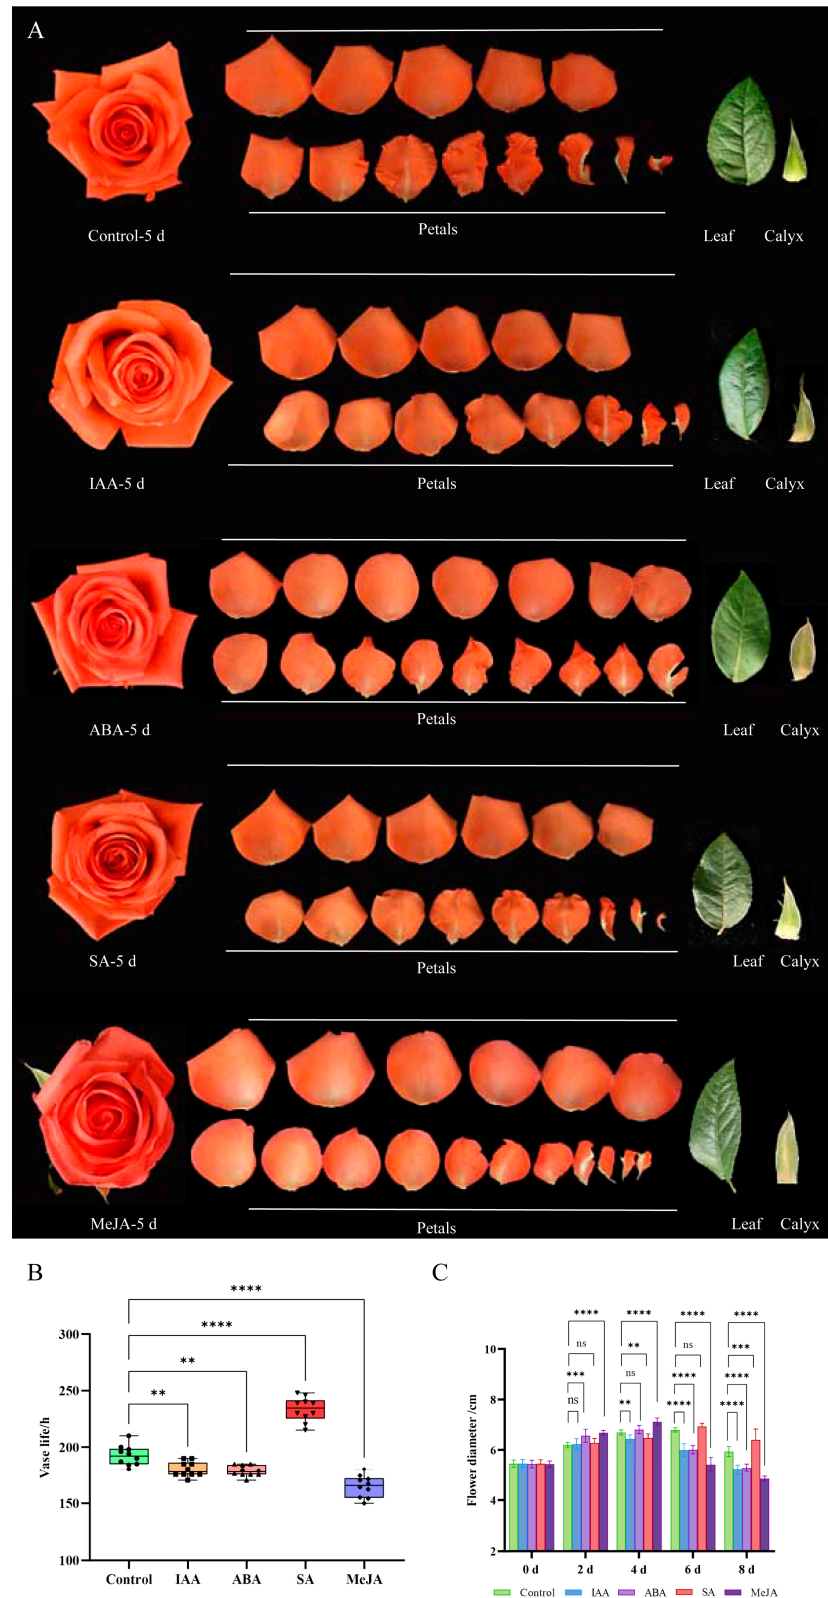 A
Petals
Control-5 d
Leaf Calyx
IAA-5 d
Petals
Leaf Calyx
ABA-5 d
Petals
Leaf Calyx
SA-5 d
Petals
Leaf Calyx
MeJA-5 d
Petals
Leaf Calyx
B
****
****
**
**
300
250
200
150
100
Vase life/h
Control IAA ABA SA MeJA
C
**** **** **** ****
ns ** ns ***
*** ns **** ****
ns ** **** ****
10
8
6
4
2
Flower diameter /cm
0 d 2 d 4 d 6 d 8 d
Control IAA ABA SA MeJA